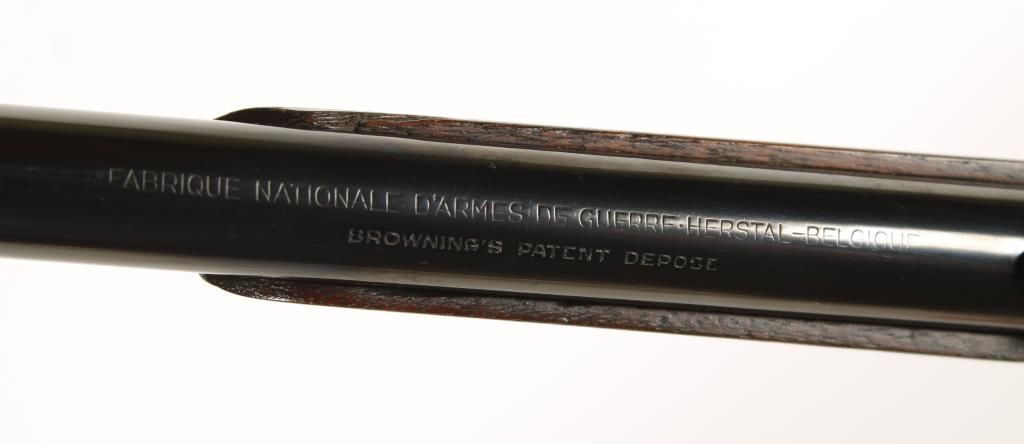 FABRIQUE NATIONALE D'ARMES DE GUERRE·HERSTAL–BELGIQUE
BROWNING'S PATENT DEPOSE